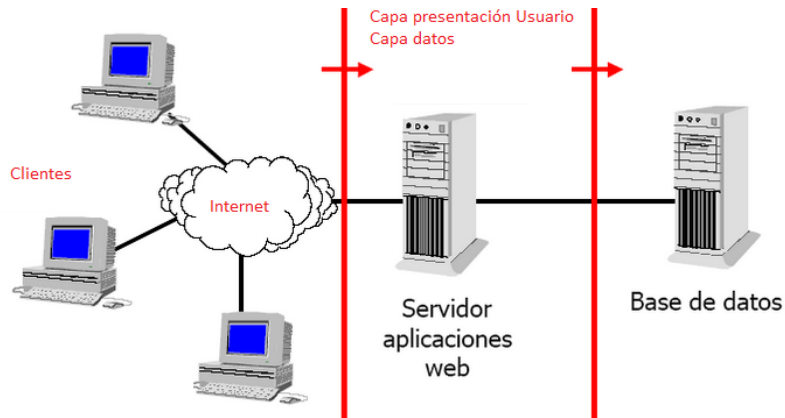 Capa presentación Usuario
Capa datos
Clientes
Internet
Servidor
aplicaciones
web
Base de datos